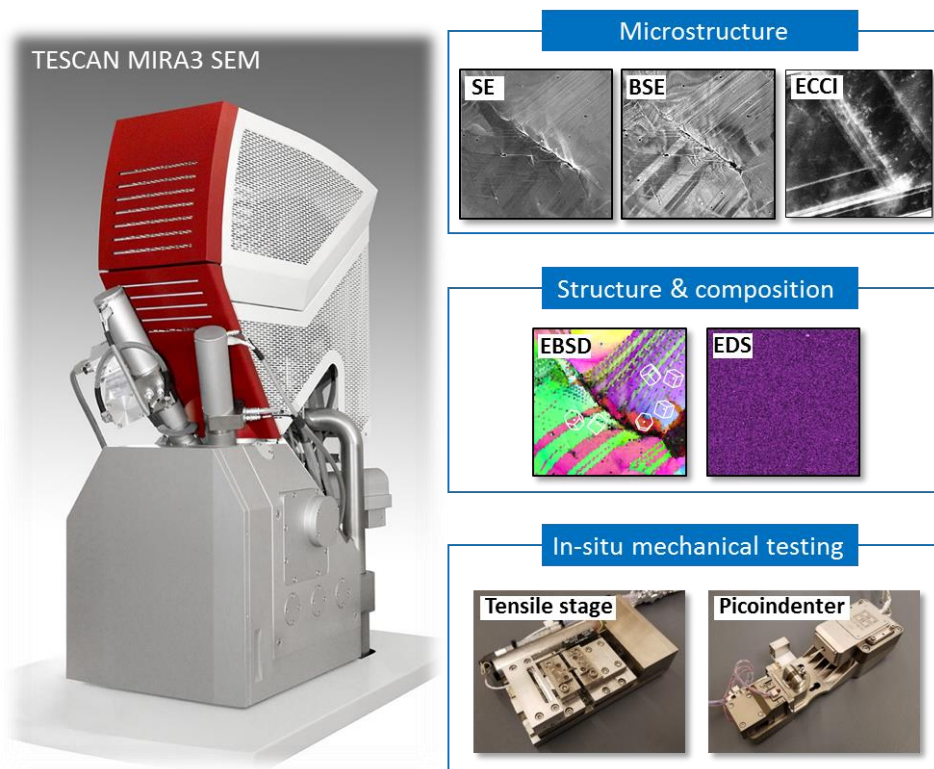 TESCAN MIRA3 SEM
Microstructure
SE
BSE
ECCI
Structure & composition
EBSD
EDS
In-situ mechanical testing
Tensile stage
Picoindenter